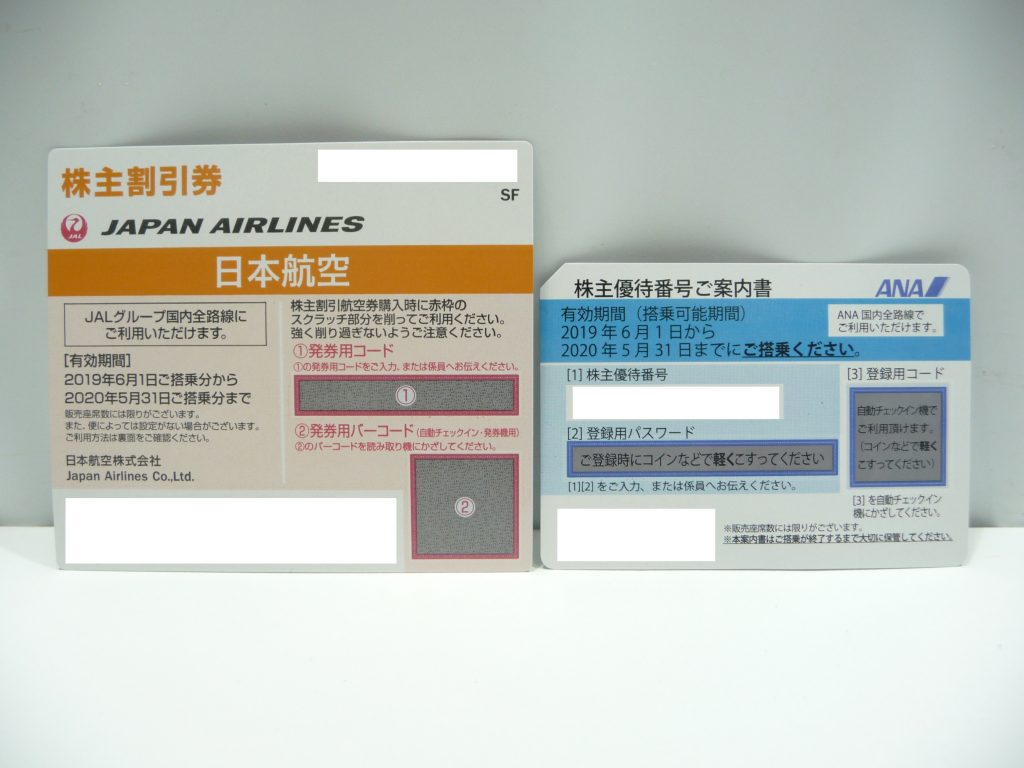 株主割引券
SF
JAL
JAPAN AIRLINES
日本航空
JALグループ国内全路線に
ご利用いただけます。
[有効期間]
2019年6月1日ご搭乗分から
2020年5月31日ご搭乗分まで
販売座席数には限りがございます。
また、便によっては設定がない場合がございます。
ご利用方法は裏面をご確認ください。
日本航空株式会社
Japan Airlines Co.,Ltd.
株主割引航空券購入時に赤枠の
スクラッチ部分を削ってご利用ください。
強く削り過ぎないようご注意ください。
①発券用コード
①の発券用コードをご入力、または係員へお伝えください。
①
②発券用バーコード(自動チェックイン・発券機用)
②のバーコードを読み取り機にかざしてください。
②
株主優待番号ご案内書
ANA
有効期間(搭乗可能期間)
2019年6月1日から
2020年5月31日までにご搭乗ください。
ANA国内全路線で
ご利用いただけます。
[1] 株主優待番号
[2] 登録用パスワード
ご登録時にコインなどで軽くこすってください
[1][2]をご入力、または係員へお伝えください。
[3] 登録用コード
自動チェックイン機で
ご利用頂けます。
(コインなどで軽く
こすってください)
[3]を自動チェックイン
機にかざしてください。
※販売座席数には限りがございます。
※本案内書はご搭乗が終了するまで大切に保管してください。